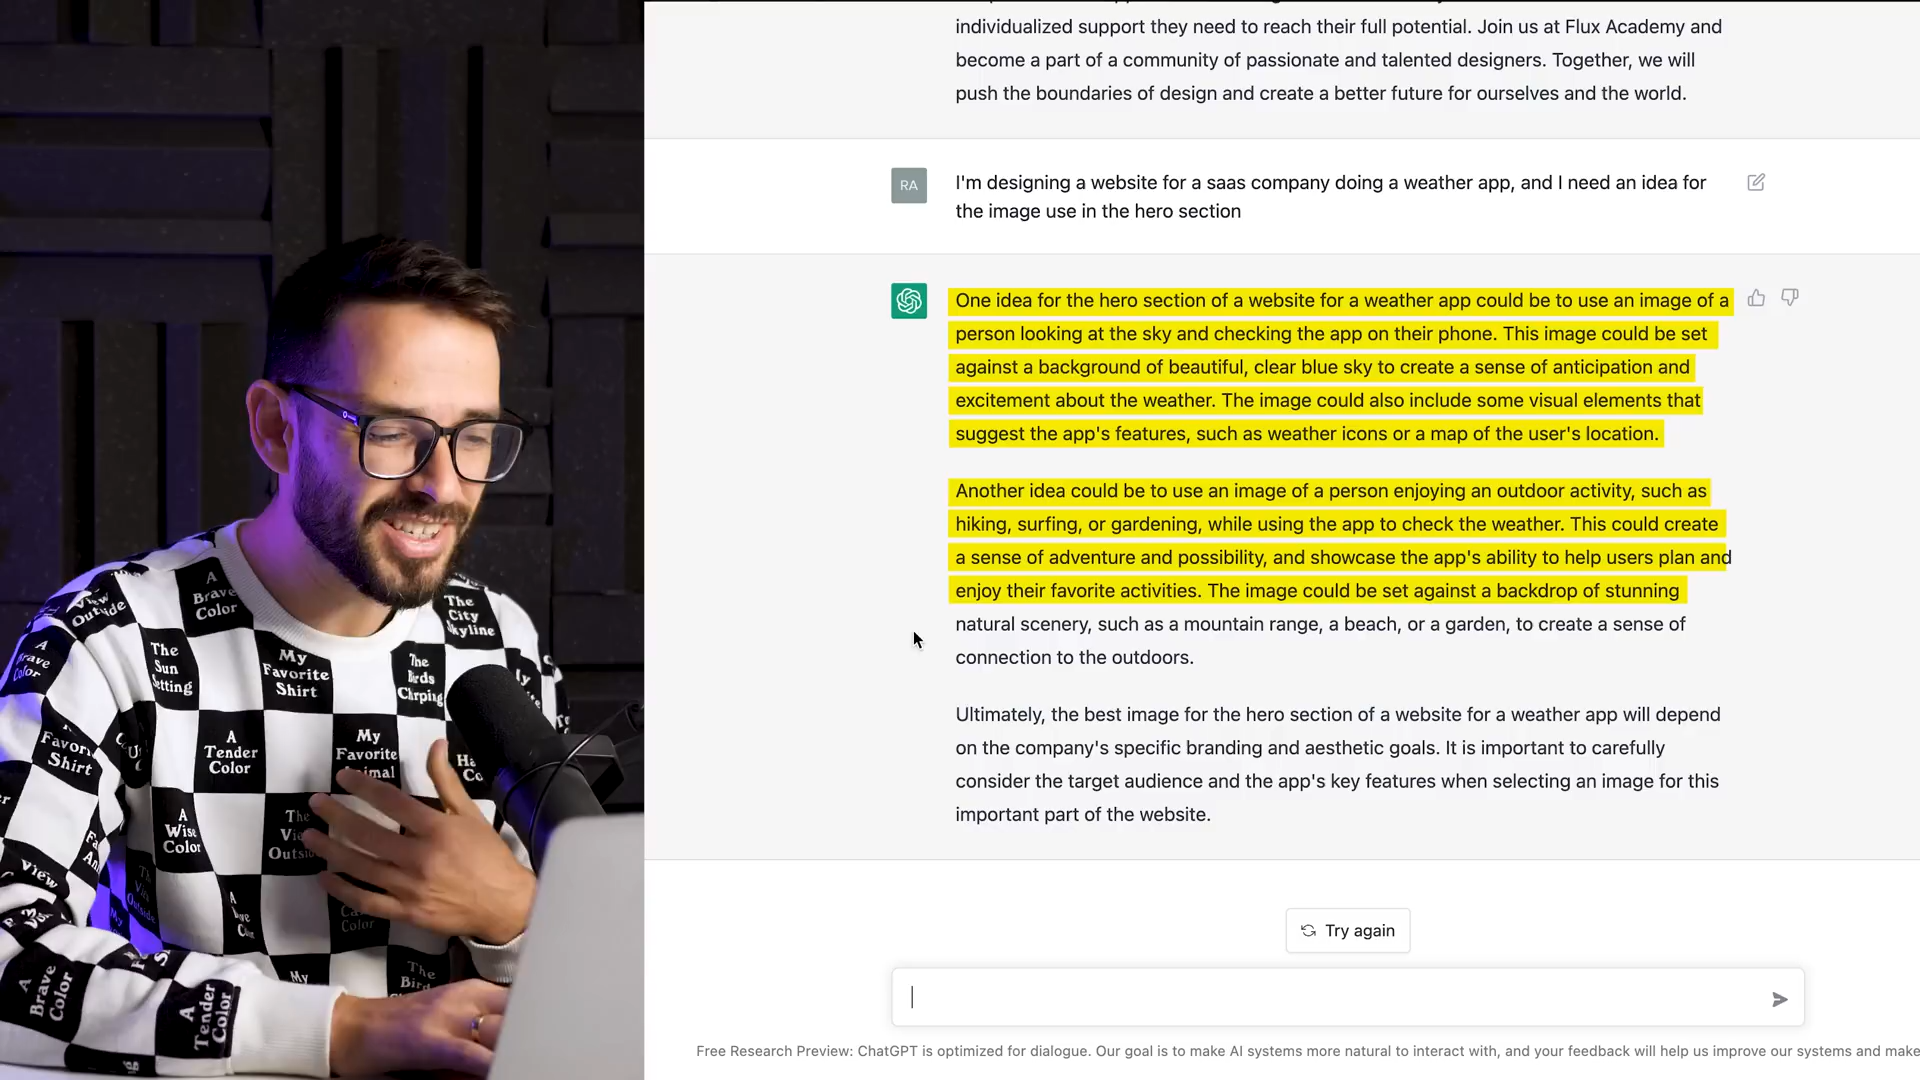 individualized support they need to reach their full potential. Join us at Flux Academy and
become a part of a community of passionate and talented designers. Together, we will
push the boundaries of design and create a better future for ourselves and the world.
RA
I'm designing a website for a saas company doing a weather app, and I need an idea for
the image use in the hero section
One idea for the hero section of a website for a weather app could be to use an image of a
person looking at the sky and checking the app on their phone. This image could be set
against a background of beautiful, clear blue sky to create a sense of anticipation and
excitement about the weather. The image could also include some visual elements that
suggest the app's features, such as weather icons or a map of the user's location.
Another idea could be to use an image of a person enjoying an outdoor activity, such as
hiking, surfing, or gardening, while using the app to check the weather. This could create
a sense of adventure and possibility, and showcase the app's ability to help users plan and
enjoy their favorite activities. The image could be set against a backdrop of stunning
natural scenery, such as a mountain range, a beach, or a garden, to create a sense of
connection to the outdoors.
Ultimately, the best image for the hero section of a website for a weather app will depend
on the company's specific branding and aesthetic goals. It is important to carefully
consider the target audience and the app's key features when selecting an image for this
important part of the website.
Try again
Free Research Preview: ChatGPT is optimized for dialogue. Our goal is to make AI systems more natural to interact with, and your feedback will help us improve our systems and make
View
Outside
A
Brave
Color
The
City
Skyline
A
Brave
Color
The
Sun
Setting
My
Favorite
Shirt
The
Birds
Chirping
My
Favorite
Shirt
A
Tender
Color
My
Favorite
Animal
A
Wise
Color
The
View
My
The
A
Brave
Color
A
Tender
Color